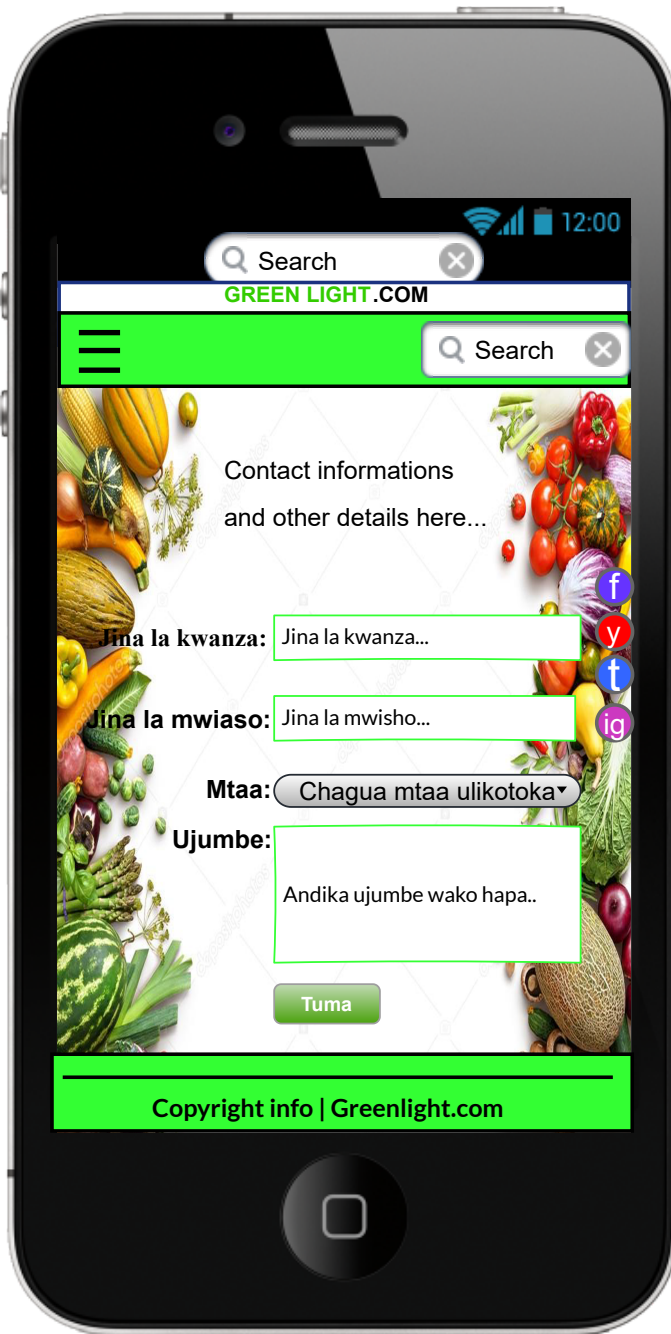 12:00
Search
GREEN LIGHT.COM
Search
Contact informations
and other details here...
f
Jina la kwanza: Jina la kwanza...
y
t
Jina la mwiaso: Jina la mwisho...
ig
Mtaa: Chagua mtaa ulikotoka
Ujumbe:
Andika ujumbe wako hapa..
Tuma
Copyright info | Greenlight.com